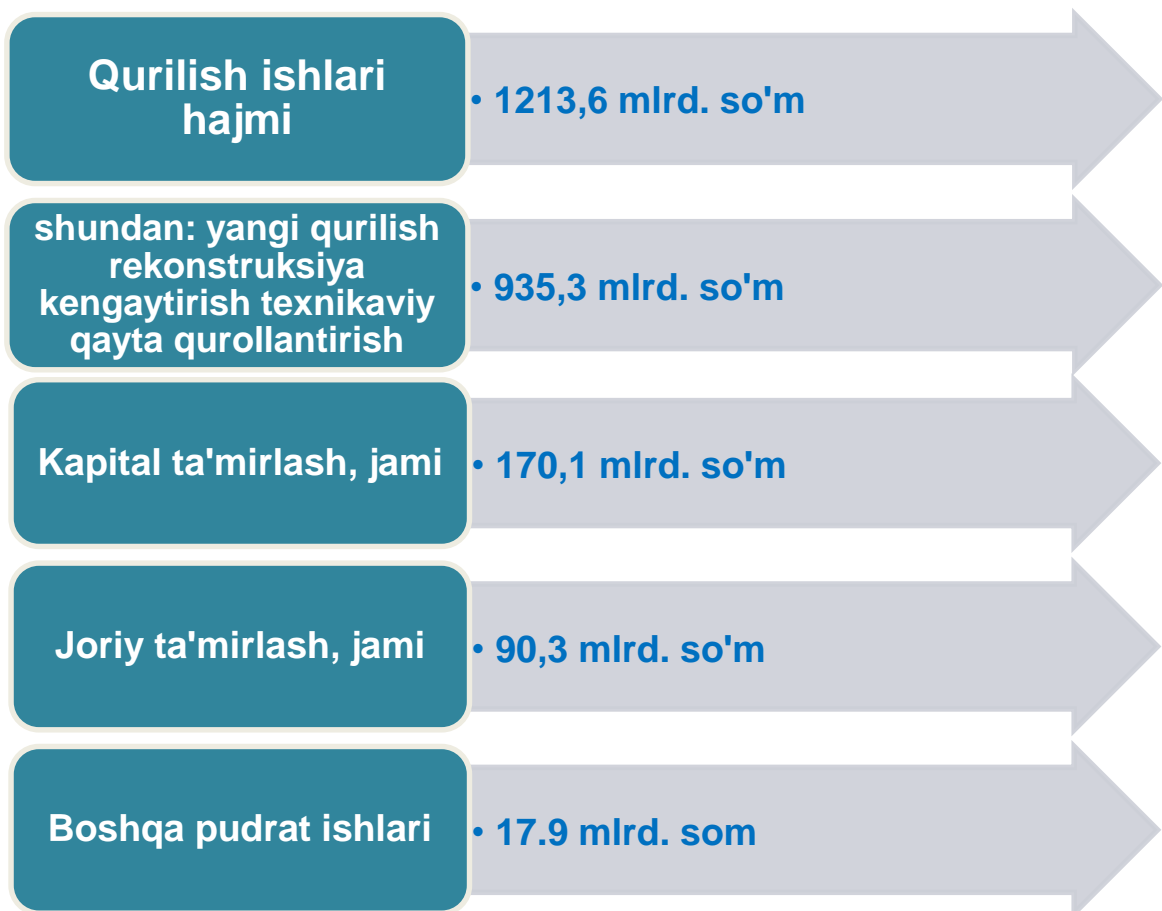 Qurilish ishlari
hajmi
• 1213,6 mlrd. so'm
shundan: yangi qurilish
rekonstruksiya
kengaytirish texnikaviy
qayta qurollantirish
• 935,3 mlrd. so'm
Kapital ta'mirlash, jami
• 170,1 mlrd. so'm
Joriy ta'mirlash, jami
• 90,3 mlrd. so'm
Boshqa pudrat ishlari
• 17.9 mlrd. som